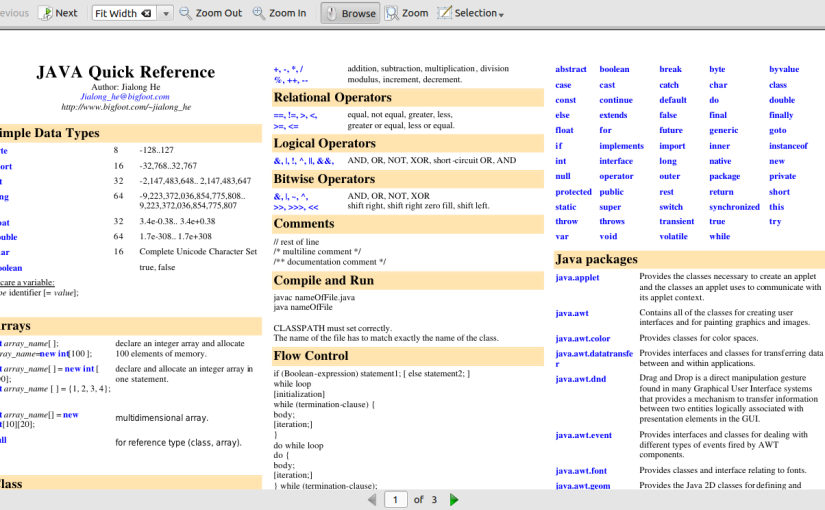 evious Next Fit Width Zoom Out Zoom In Browse Zoom Selection
JAVA Quick Reference
Author: Jialong He
Jialong_he@bigfoot.com
http://www.bigfoot.com/~jialong_he
imple Data Types
te 8 -128..127
ort 16 -32,768..32,767
t 32 -2,147,483,648.. 2,147,483,647
ng 64 -9,223,372,036,854,775,808..
9,223,372,036,854,775,807
oat 32 3.4e-0.38.. 3.4e+0.38
uble 64 1.7e-308.. 1.7e+308
ar 16 Complete Unicode Character Set
oolean true, false
care a variable:
pe identifier [= value];
rrays
t array_name[ ]; declare an integer array and allocate
ray_name=new int[100 ]; 100 elements of memory.
t array_name[ ] = new int [ declare and allocate an integer array in
0]; one statement.
t array_name [ ] = {1, 2, 3, 4};
t array_name[] = new multidimensional array.
t[10][20];
ll for reference type (class, array).
lass
+, -, *, / addition, subtraction, multiplication , division
%, ++, -- modulus, increment, decrement.
Relational Operators
==, !=, >, <, equal, not equal, greater, less,
>=, <= greater or equal, less or equal.
Logical Operators
&, |, !, ^, ||, &&, AND, OR, NOT, XOR, short -circuit OR, AND
Bitwise Operators
&, |, ~, ^, AND, OR, NOT, XOR
>>, >>>, << shift right, shift right zero fill, shift left.
Comments
// rest of line
/* multiline comment */
/** documentation comment */
Compile and Run
javac nameOfFile.java
java nameOfFile
CLASSPATH must set correctly.
The name of the file has to match exactly the name of the class.
Flow Control
if (Boolean-expression) statement1; [ else statement2; ]
while loop
[initialization]
while (termination-clause) {
body;
[iteration;]
}
do while loop
do {
body;
[iteration;]
} while (termination-clause);
abstract boolean break byte byvalue
case cast catch char class
const continue default do double
else extends false final finally
float for future generic goto
if implements import inner instanceof
int interface long native new
null operator outer package private
protected public rest return short
static super switch synchronized this
throw throws transient true try
var void volatile while
Java packages
java.applet Provides the classes necessary to create an applet
and the classes an applet uses to communicate with
its applet context.
java.awt Contains all of the classes for creating user
interfaces and for painting graphics and images.
java.awt.color Provides classes for color spaces.
java.awt.datatransfe Provides interfaces and classes for transferring data
r between and within applications.
java.awt.dnd Drag and Drop is a direct manipulation gesture
found in many Graphical User Interface systems
that provides a mechanism to transfer information
between two entities logically associated with
presentation elements in the GUI.
java.awt.event Provides interfaces and classes for dealing with
different types of events fired by AWT
components.
java.awt.font Provides classes and interface relating to fonts.
java.awt.geom Provides the Java 2D classes for defining and
1 of 3